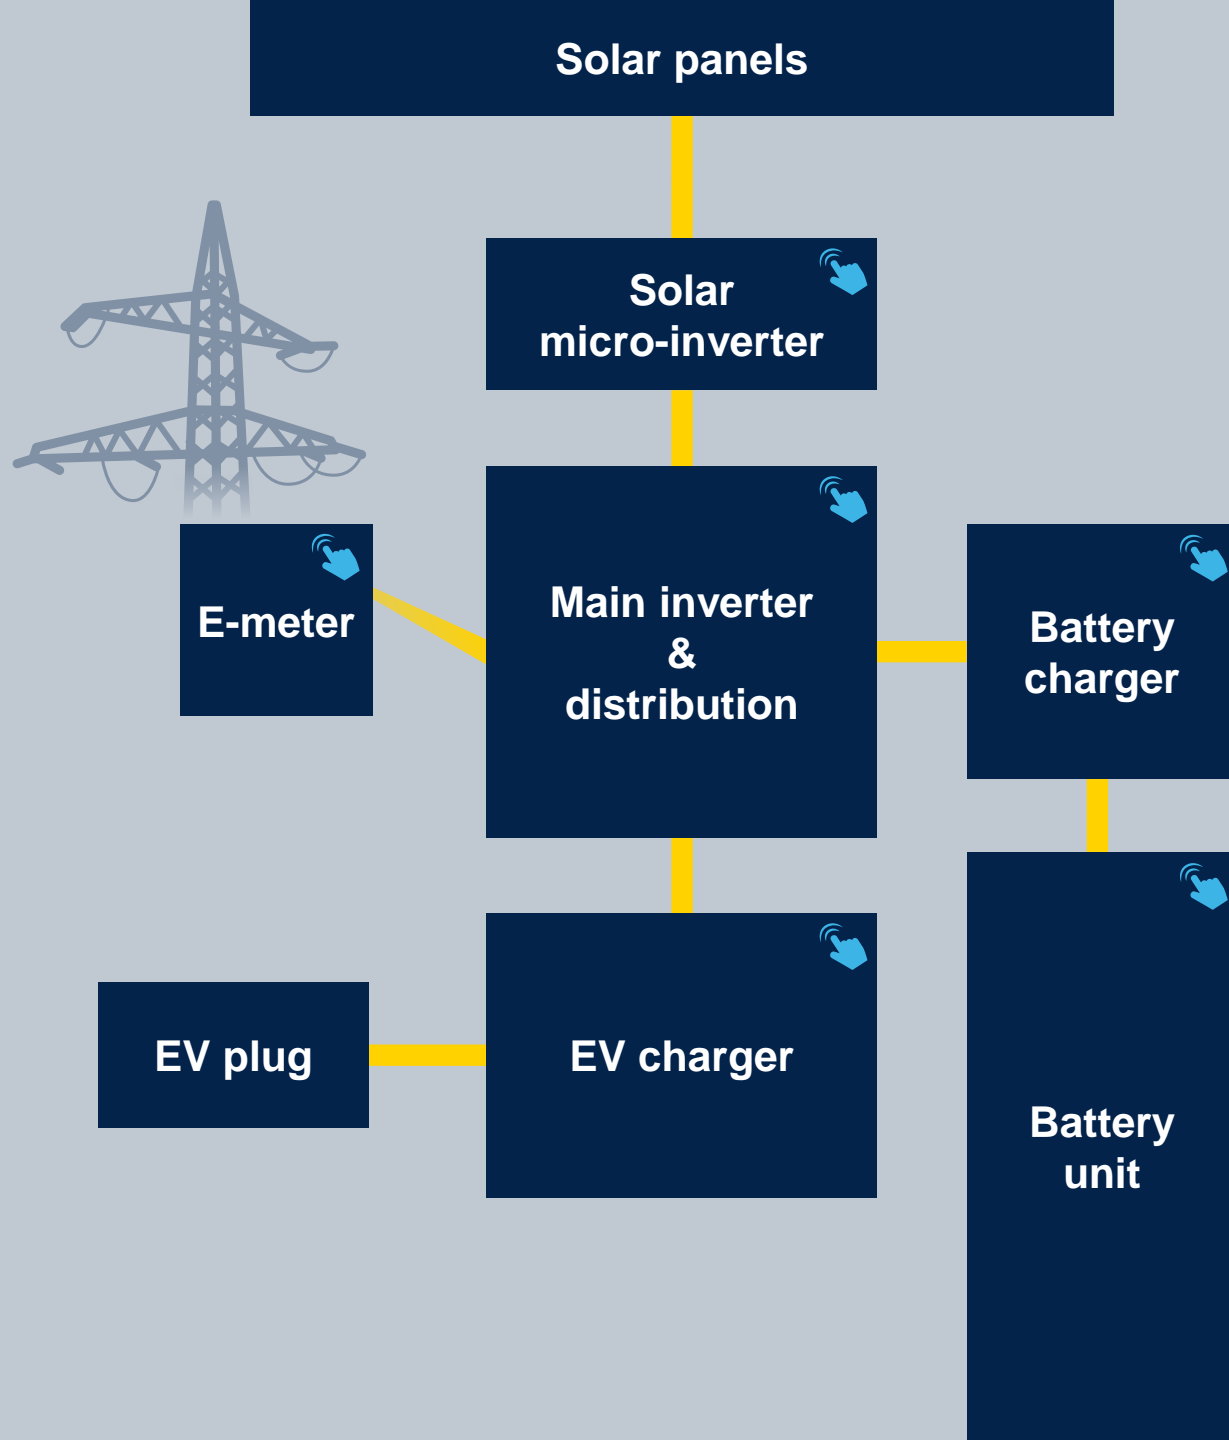 Solar panels
Solar
micro-inverter
E-meter
Main inverter
&
distribution
Battery
charger
EV plug
EV charger
Battery
unit